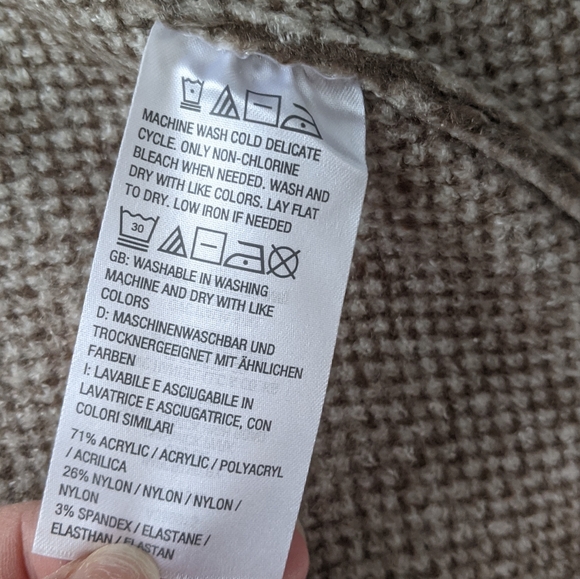 MACHINE WASH COLD DELICATE
CYCLE. ONLY NON-CHLORINE
BLEACH WHEN NEEDED. WASH AND
DRY WITH LIKE COLORS. LAY FLAT
TO DRY. LOW IRON IF NEEDED
30
GB: WASHABLE IN WASHING
MACHINE AND DRY WITH LIKE
COLORS
D: MASCHINENWASCHBAR UND
TROCKNERGEEIGNET MIT ÄHNLICHEN
FARBEN
I: LAVABILE E ASCIUGABILE IN
LAVATRICE E ASCIUGATRICE, CON
COLORI SIMILARI
71% ACRYLIC / ACRYLIC / POLYACRYL
/ ACRILICA
26% NYLON / NYLON / NYLON /
NYLON
3% SPANDEX / ELASTANE /
ELASTHAN / ELASTAN